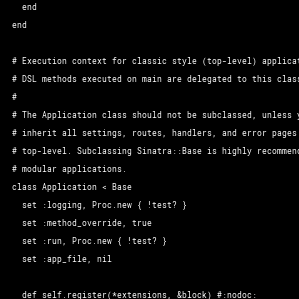 end
end
# Execution context for classic style (top-level) applicat
# DSL methods executed on main are delegated to this class
#
# The Application class should not be subclassed, unless y
# inherit all settings, routes, handlers, and error pages
# top-level. Subclassing Sinatra::Base is highly recommend
# modular applications.
class Application < Base
set :logging, Proc.new { !test? }
set :method_override, true
set :run, Proc.new { !test? }
set :app_file, nil
def self.register(*extensions, &block) #:nodoc: